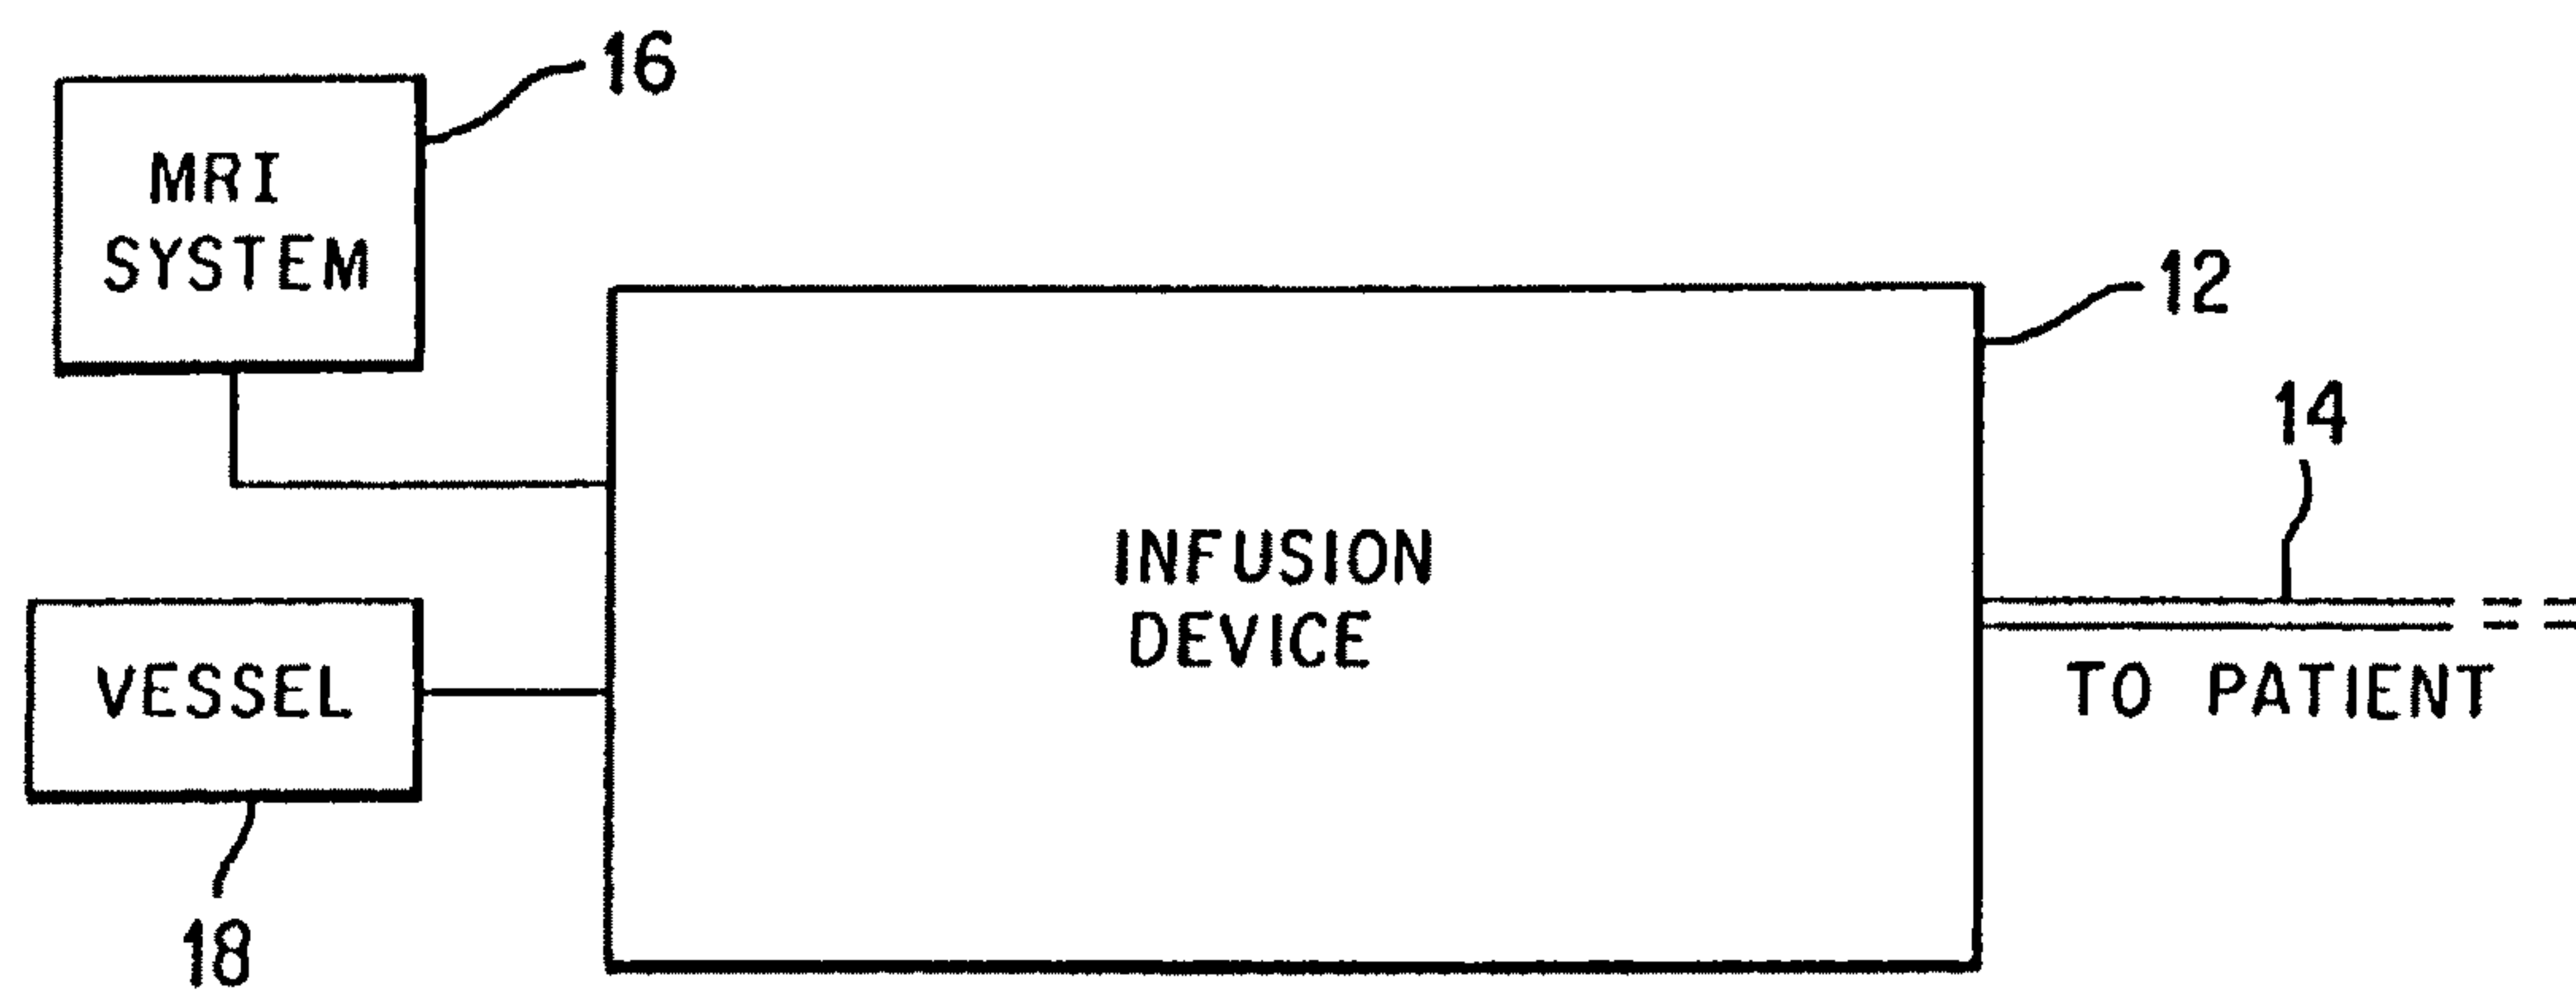 16
MRI
SYSTEM
12
14
INFUSION
DEVICE
VESSEL
TO PATIENT
18